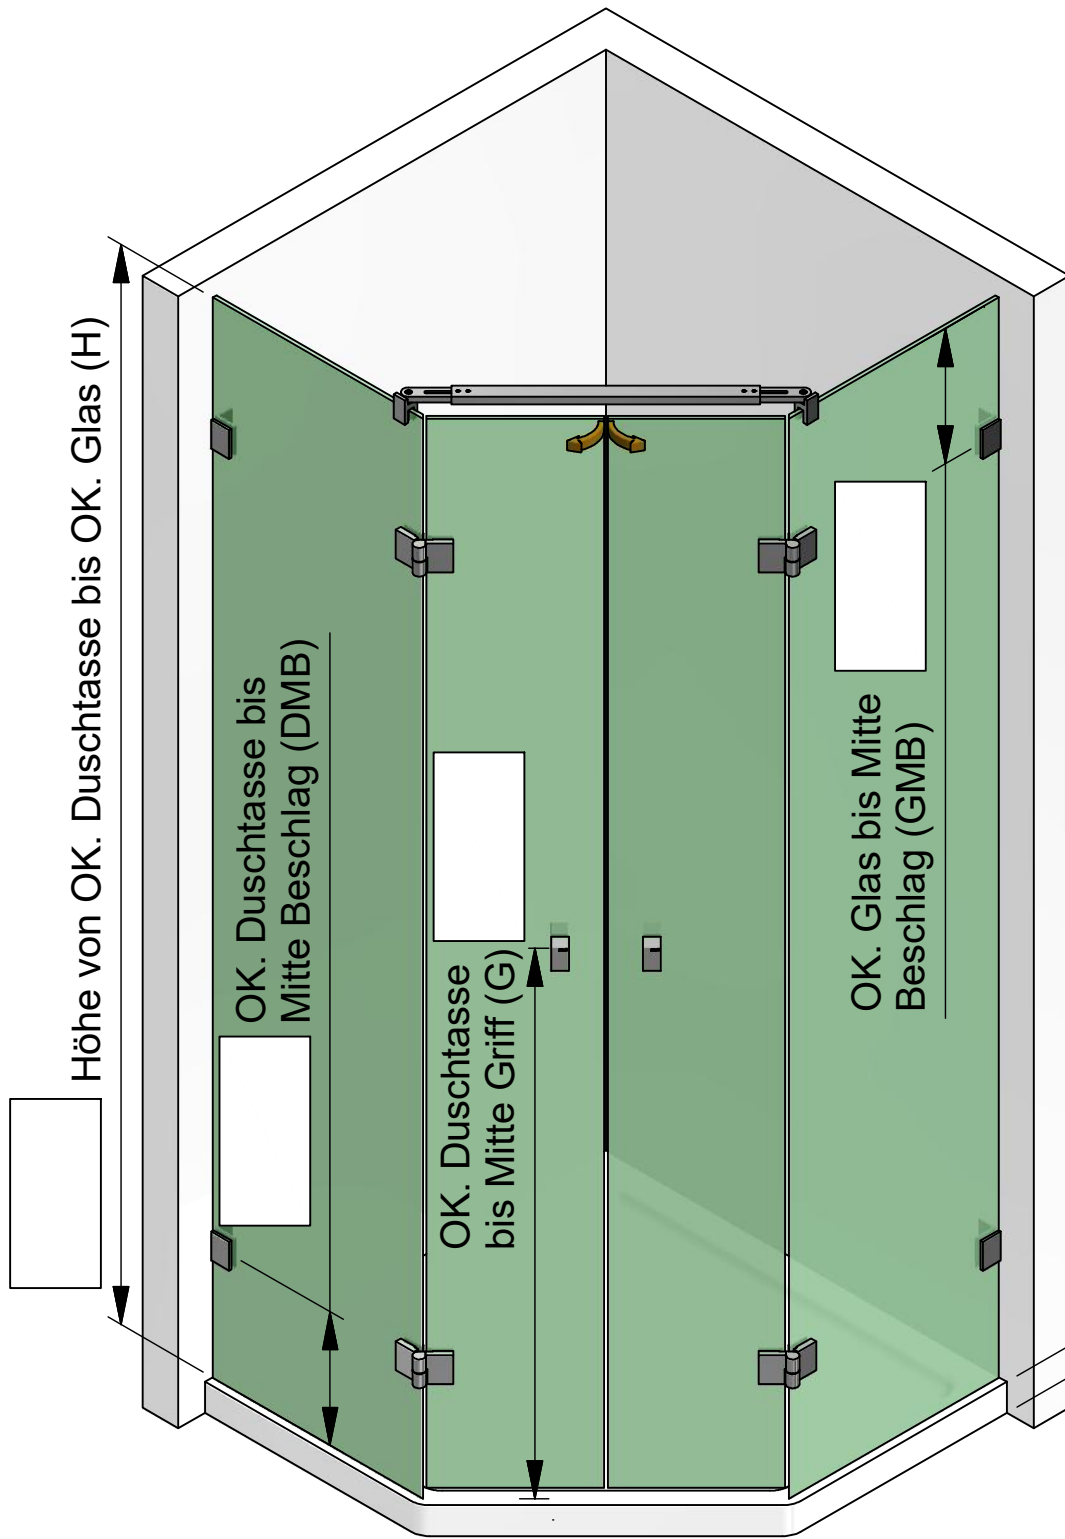 Höhe von OK. Duschtasse bis OK. Glas (H)
OK. Duschtasse bis
Mitte Beschlag (DMB)
OK. Duschtasse
bis Mitte Griff (G)
OK. Glas bis Mitte
Beschlag (GMB)